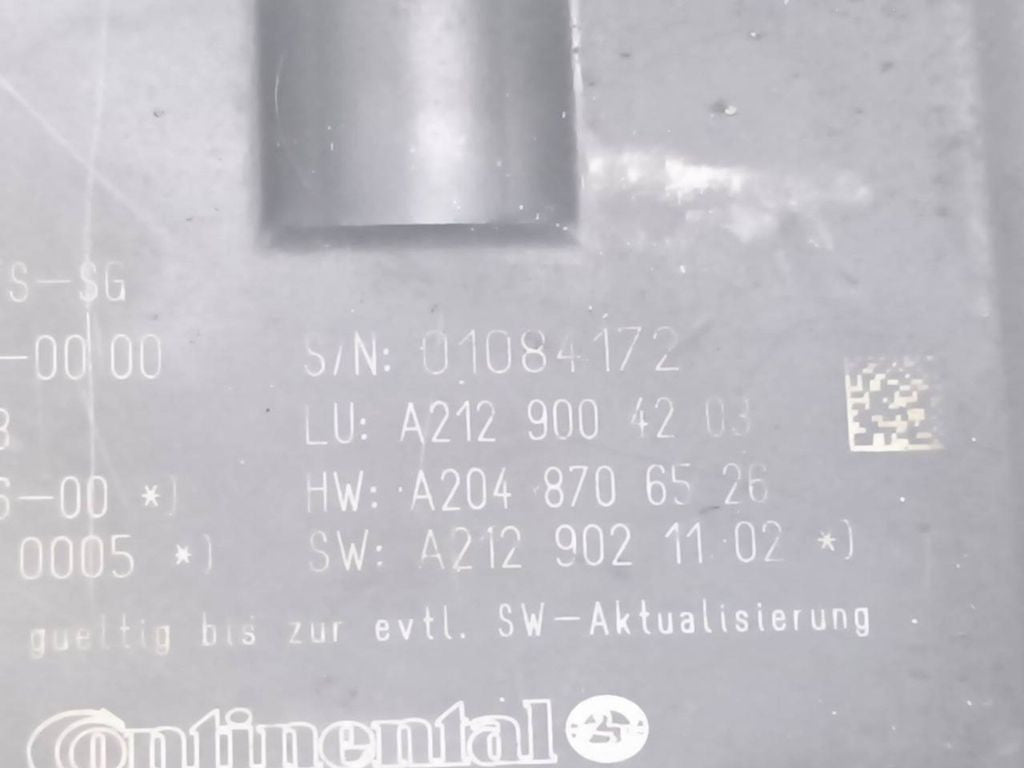 S-SG
-00 00 S/N: 01084172
LU: A212 900 42 03
6-00 *) HW: A204 870 65 26
0005 *) SW: A212 902 11 02 *)
gueltig bis zur evtl. SW-Aktualisierung
Continental